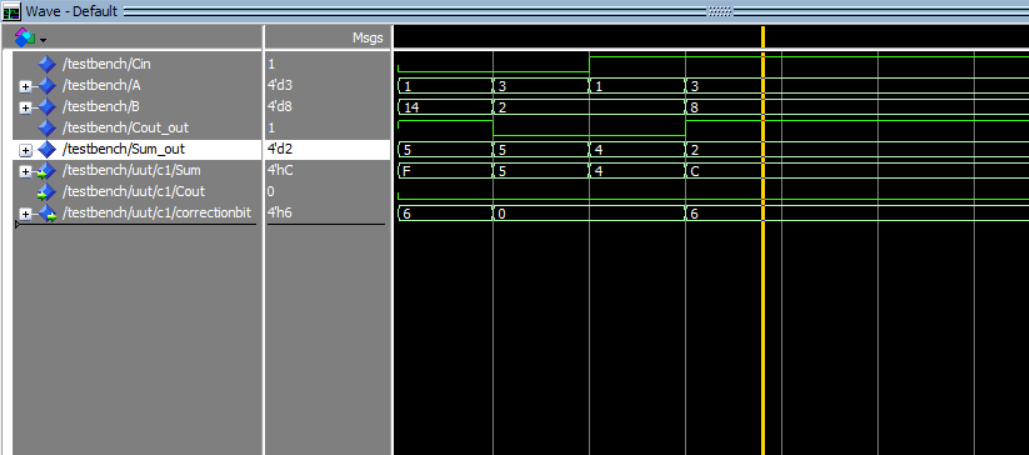 Wave - Default
Msgs
/testbench/Cin 1
/testbench/A 4'd3 1 3 1 3
/testbench/B 4'd8 14 2 8
/testbench/Cout_out 1
/testbench/Sum_out 4'd2 5 5 4 2
/testbench/uut/c1/Sum 4'hC F 5 4 C
/testbench/uut/c1/Cout 0
/testbench/uut/c1/correctionbit 4'h6 6 0 6